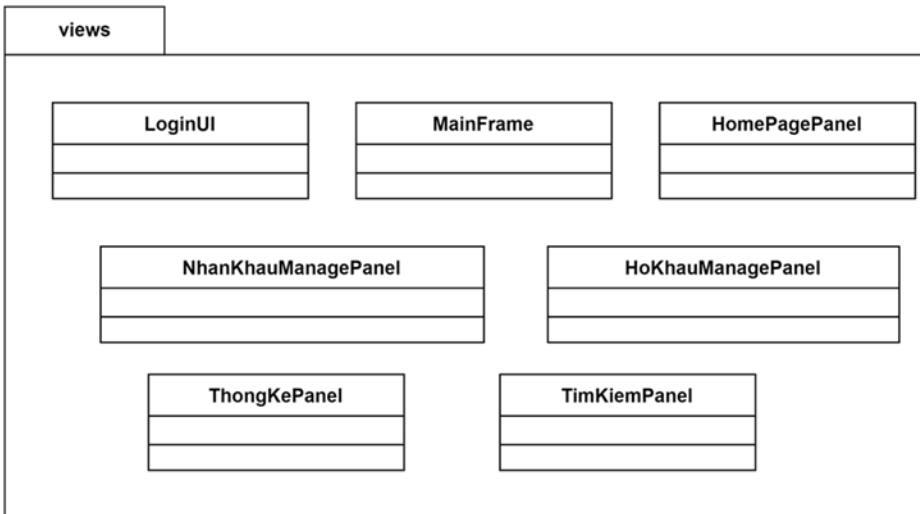 views
LoginUI
MainFrame
HomePagePanel
NhanKhauManagePanel
HoKhauManagePanel
ThongKePanel
TimKiemPanel